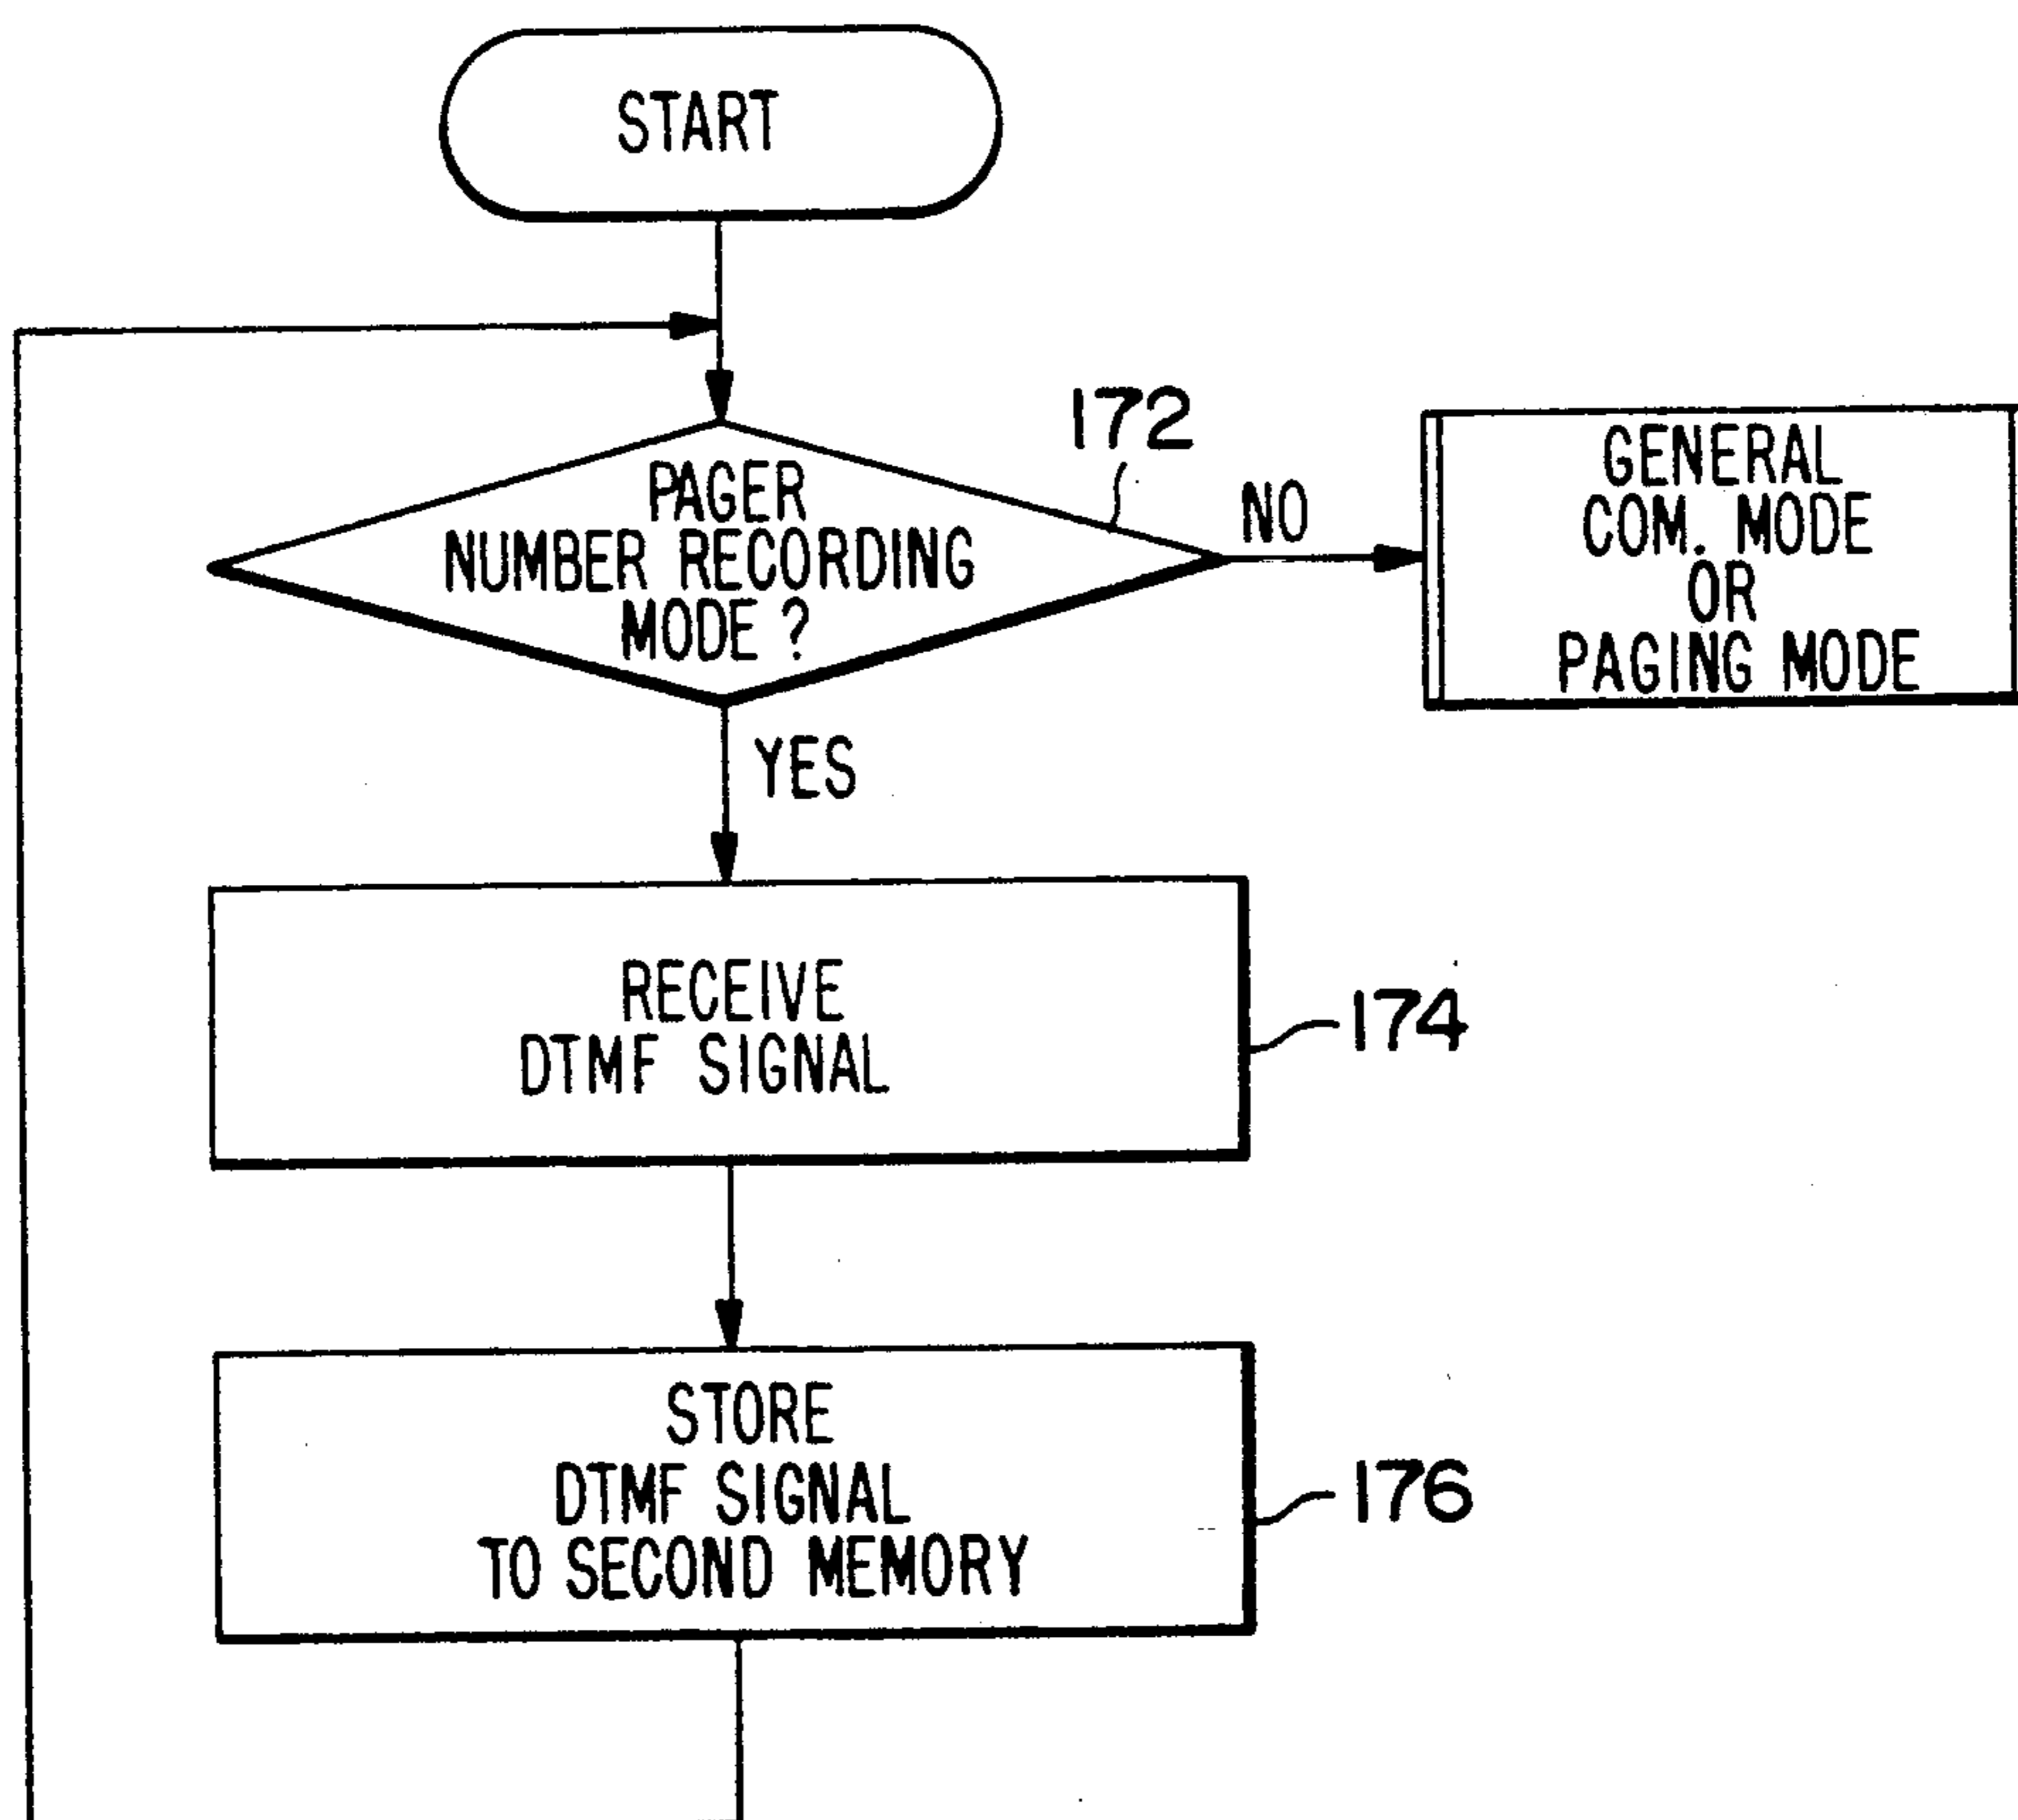 START
172
PAGER
NUMBER RECORDING
MODE ?
NO
GENERAL
COM. MODE
OR
PAGING MODE
YES
RECEIVE
DTMF SIGNAL
174
STORE
DTMF SIGNAL
TO SECOND MEMORY
176